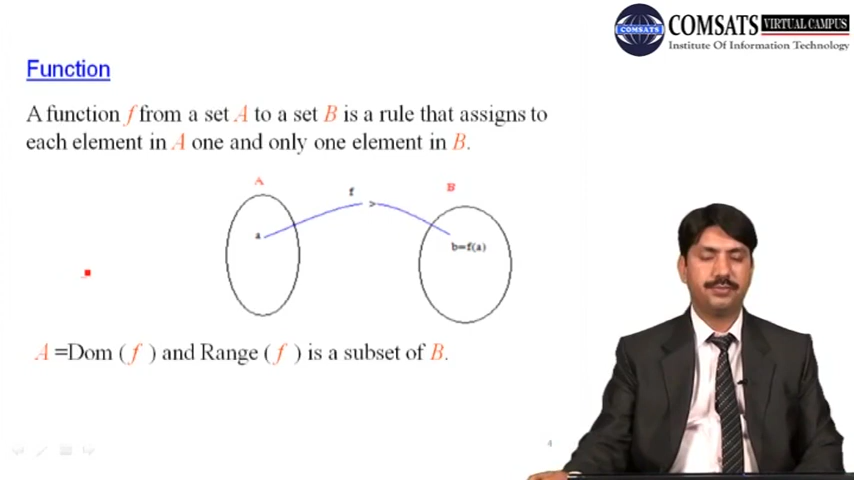 COMSATS VIRTUAL CAMPUS
COMSATS
Institute Of Information Technology
Function
A function f from a set A to a set B is a rule that assigns to
each element in A one and only one element in B.
A
f
B
>
a
b=f(a)
A =Dom ( f ) and Range ( f ) is a subset of B.
4